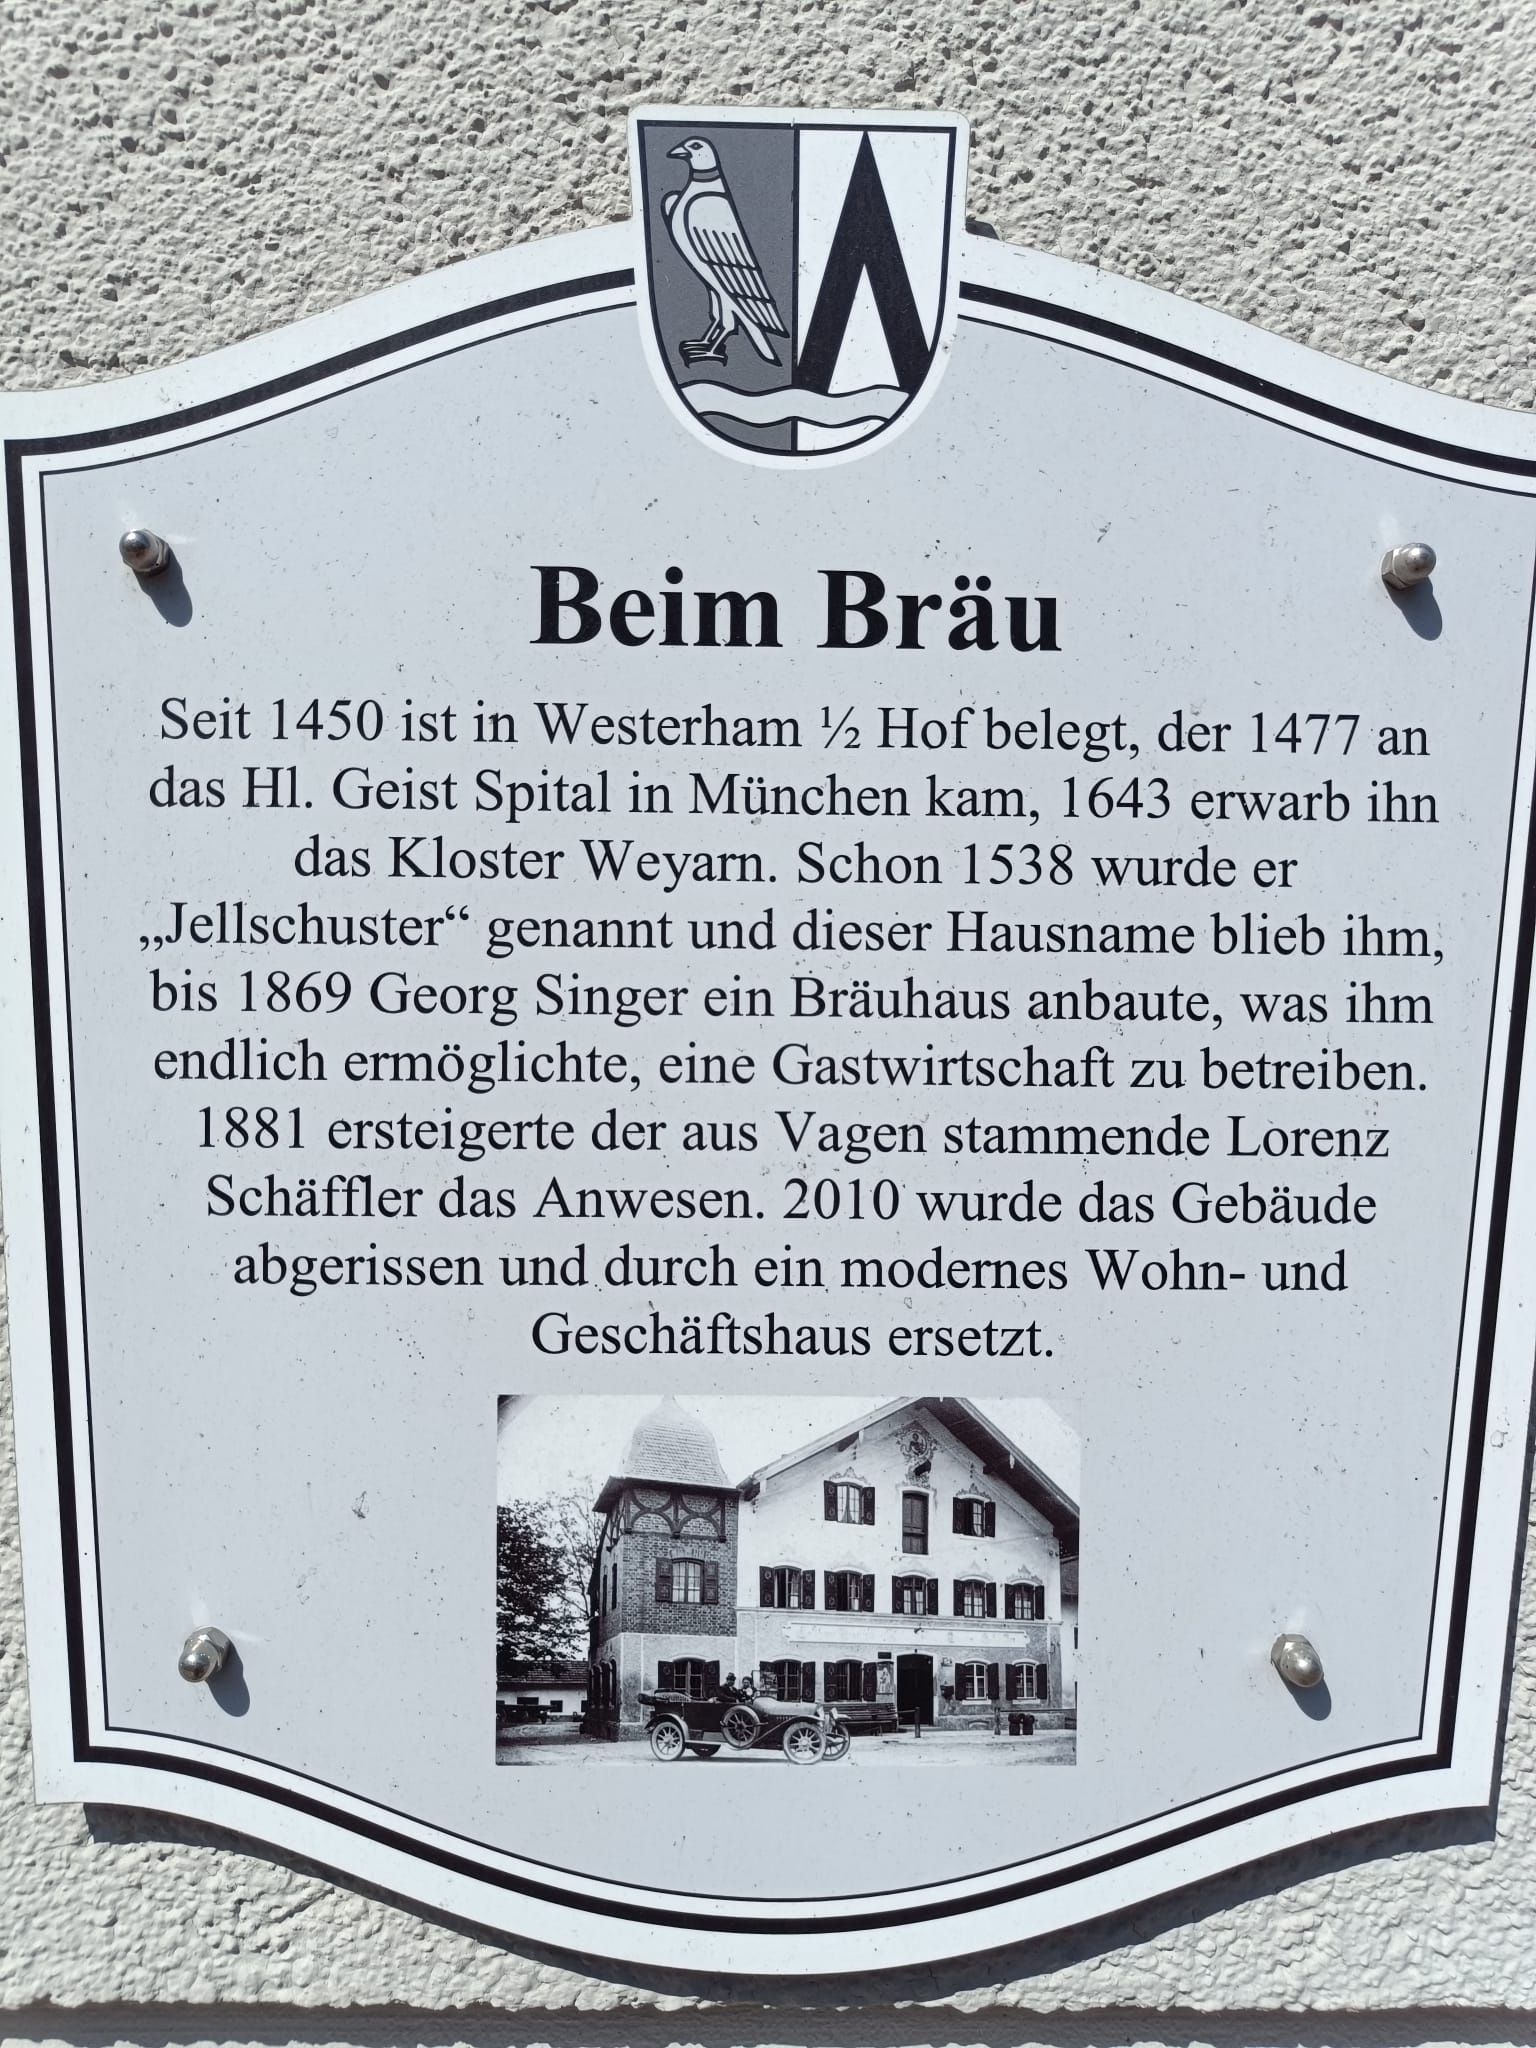 Beim Bräu
Seit 1450 ist in Westerham ½ Hof belegt, der 1477 an
das Hl. Geist Spital in München kam, 1643 erwarb ihn
das Kloster Weyarn. Schon 1538 wurde er
„Jellschuster“ genannt und dieser Hausname blieb ihm,
bis 1869 Georg Singer ein Bräuhaus anbaute, was ihm
endlich ermöglichte, eine Gastwirtschaft zu betreiben.
1881 ersteigerte der aus Vagen stammende Lorenz
Schäffler das Anwesen. 2010 wurde das Gebäude
abgerissen und durch ein modernes Wohn- und
Geschäftshaus ersetzt.